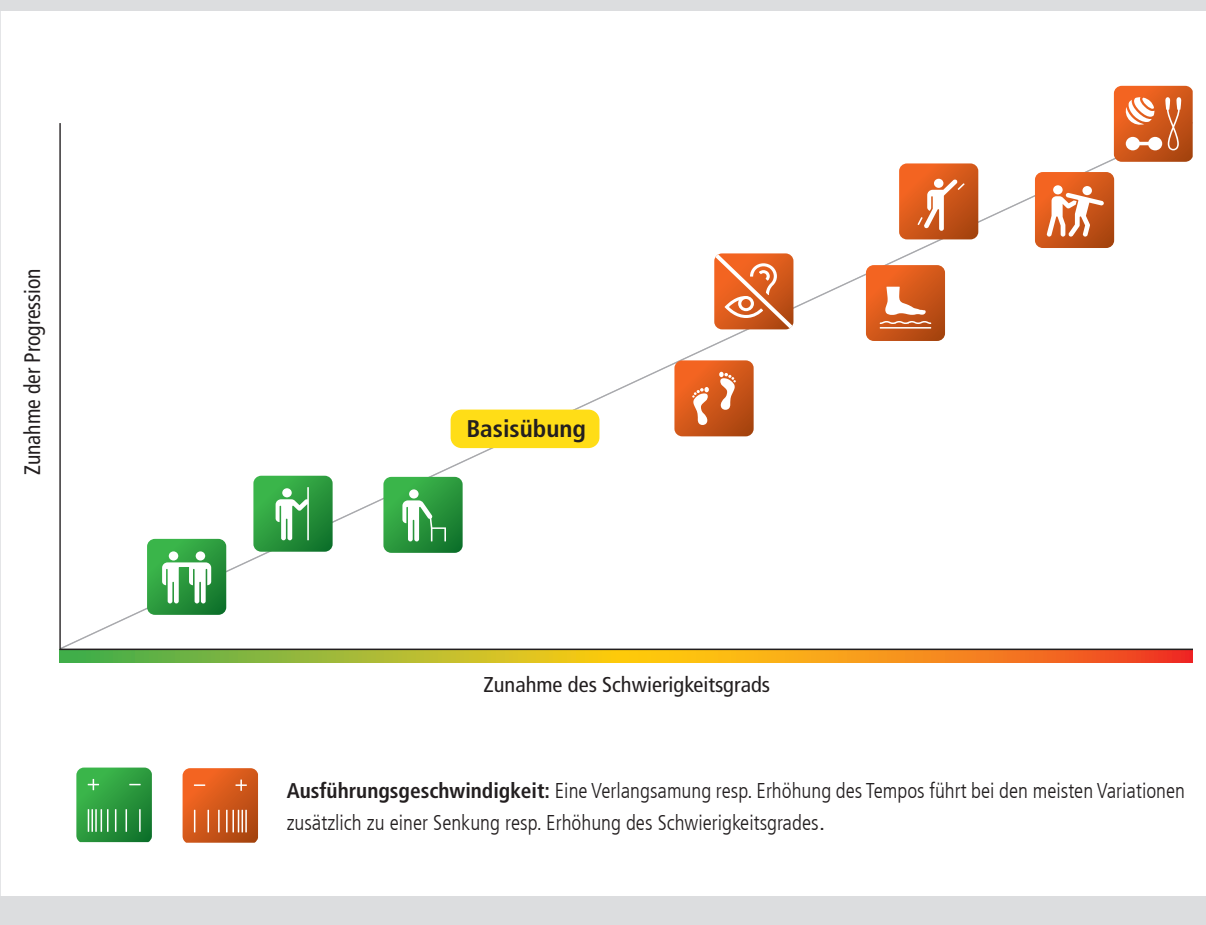 Zunahme der Progression
Basisübung
Zunahme des Schwierigkeitsgrads
+ −
− +
Ausführungsgeschwindigkeit: Eine Verlangsamung resp. Erhöhung des Tempos führt bei den meisten Variationen
zusätzlich zu einer Senkung resp. Erhöhung des Schwierigkeitsgrades.